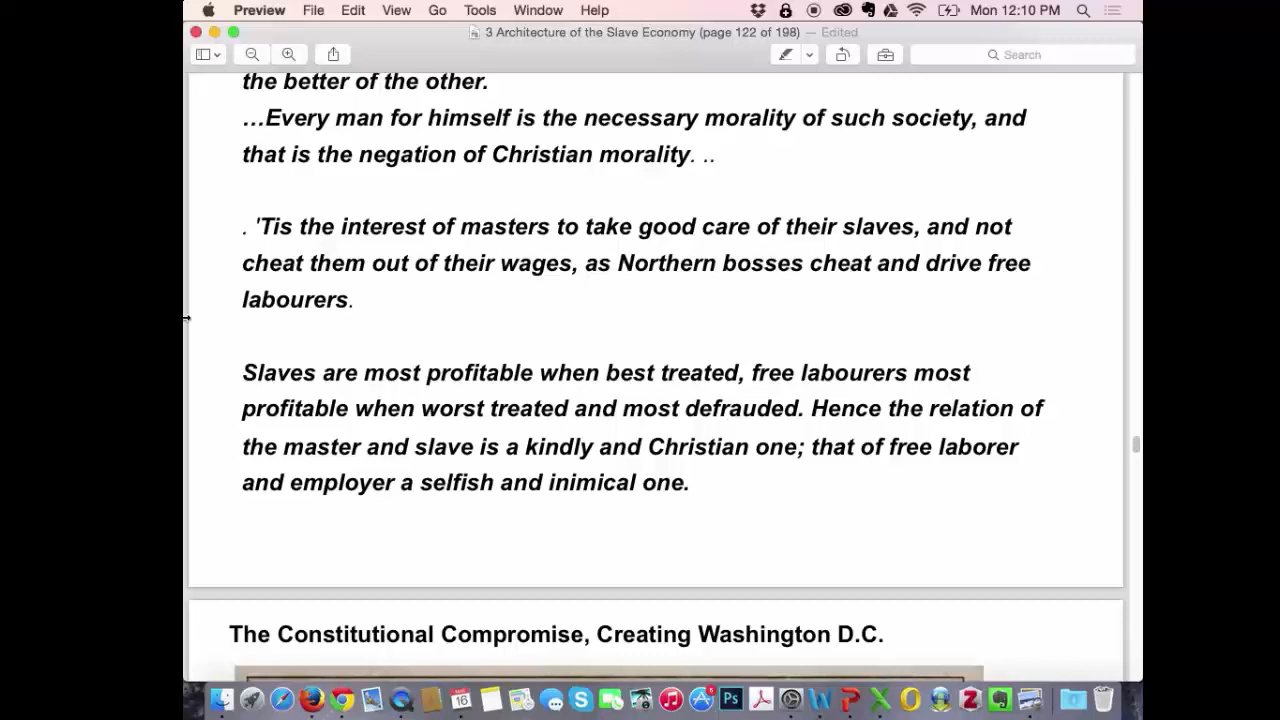 Preview File Edit View Go Tools Window Help Mon 12:10 PM
3 Architecture of the Slave Economy (page 122 of 198) — Edited
Search
the better of the other.
…Every man for himself is the necessary morality of such society, and
that is the negation of Christian morality. ..
. 'Tis the interest of masters to take good care of their slaves, and not
cheat them out of their wages, as Northern bosses cheat and drive free
labourers.
Slaves are most profitable when best treated, free labourers most
profitable when worst treated and most defrauded. Hence the relation of
the master and slave is a kindly and Christian one; that of free laborer
and employer a selfish and inimical one.
The Constitutional Compromise, Creating Washington D.C.
16 Ps